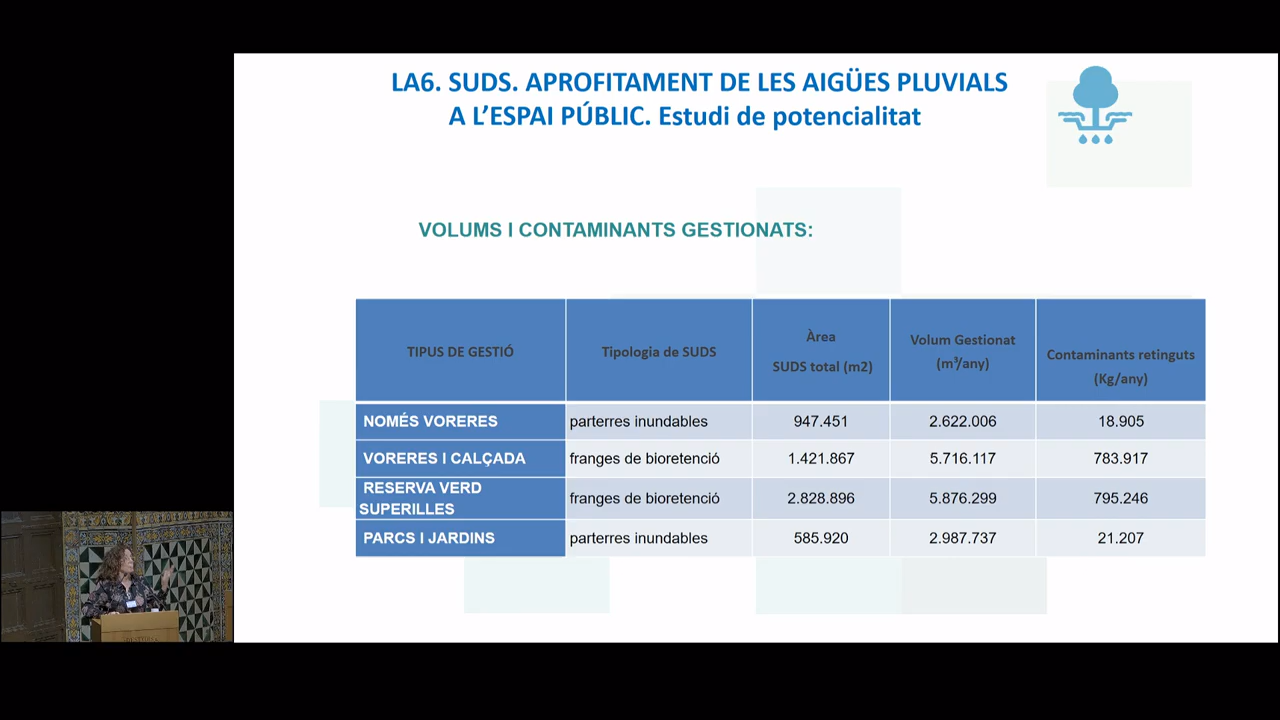 LA6. SUDS. APROFITAMENT DE LES AIGÜES PLUVIALS
A L'ESPAI PÚBLIC. Estudi de potencialitat
VOLUMS I CONTAMINANTS GESTIONATS:
TIPUS DE GESTIÓ
Tipologia de SUDS
Àrea
SUDS total (m2)
Volum Gestionat
(m³/any)
Contaminants retinguts
(Kg/any)
NOMÉS VORERES parterres inundables 947.451 2.622.006 18.905
VORERES I CALÇADA franges de bioretenció 1.421.867 5.716.117 783.917
RESERVA VERD
SUPERILLES franges de bioretenció 2.828.896 5.876.299 795.246
PARCS I JARDINS parterres inundables 585.920 2.987.737 21.207